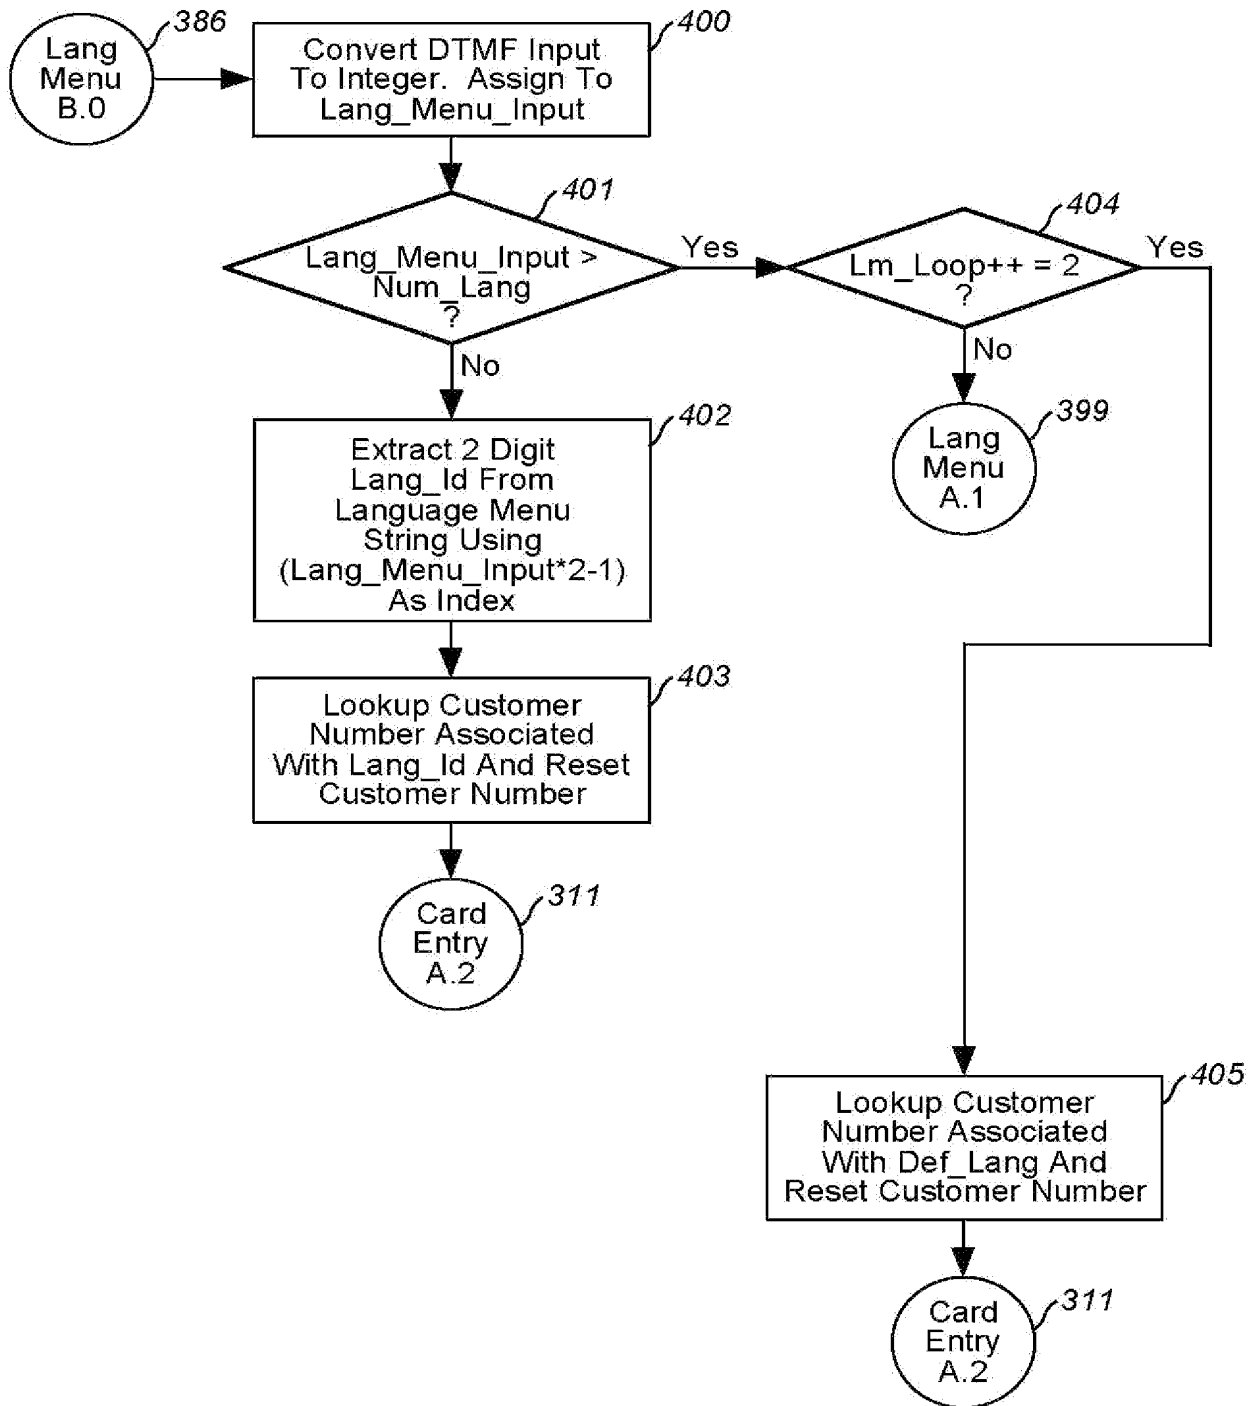 386
Lang
Menu
B.0
400
Convert DTMF Input
To Integer. Assign To
Lang_Menu_Input
401
Lang_Menu_Input >
Num_Lang
?
Yes
No
404
Lm_Loop++ = 2
?
Yes
No
399
Lang
Menu
A.1
402
Extract 2 Digit
Lang_Id From
Language Menu
String Using
(Lang_Menu_Input*2-1)
As Index
403
Lookup Customer
Number Associated
With Lang_Id And Reset
Customer Number
311
Card
Entry
A.2
405
Lookup Customer
Number Associated
With Def_Lang And
Reset Customer Number
311
Card
Entry
A.2